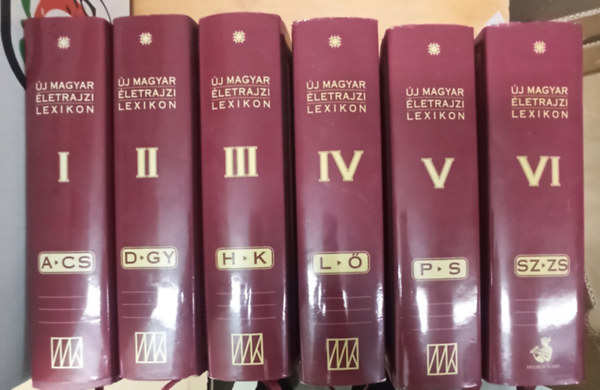 ÚJ MAGYAR
ÉLETRAJZI
LEXIKON
I
A▸CS
ÚJ MAGYAR
ÉLETRAJZI
LEXIKON
II
D▸GY
ÚJ MAGYAR
ÉLETRAJZI
LEXIKON
III
H▸K
ÚJ MAGYAR
ÉLETRAJZI
LEXIKON
IV
L▸Ő
ÚJ MAGYAR
ÉLETRAJZI
LEXIKON
V
P▸S
ÚJ MAGYAR
ÉLETRAJZI
LEXIKON
VI
SZ▸ZS